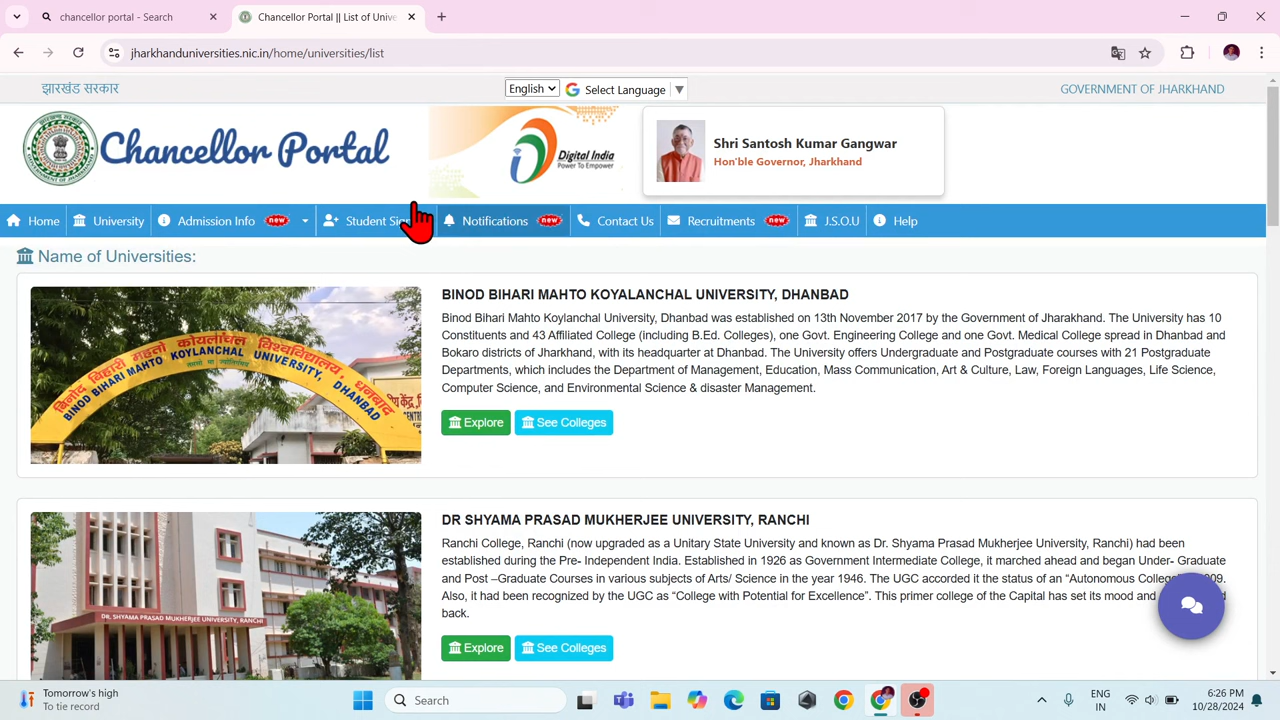 chancellor portal - Search
Chancellor Portal || List of Unive
jharkhanduniversities.nic.in/home/universities/list
झारखंड सरकार
English
Select Language
GOVERNMENT OF JHARKHAND
Chancellor Portal
Digital India
Power To Empower
Shri Santosh Kumar Gangwar
Hon'ble Governor, Jharkhand
Home
University
Admission Info new
Student
Notifications new
Contact Us
Recruitments new
J.S.O.U
Help
Name of Universities:
बिनोद बिहारी महतो कोयलांचल विश्वविद्यालय, धनबाद
BINOD BIHARI MAHTO KOYLANCHAL UNIVERSITY, DHANBAD
BINOD BIHARI MAHTO KOYALANCHAL UNIVERSITY, DHANBAD
Binod Bihari Mahto Koylanchal University, Dhanbad was established on 13th November 2017 by the Government of Jharakhand. The University has 10
Constituents and 43 Affiliated College (including B.Ed. Colleges), one Govt. Engineering College and one Govt. Medical College spread in Dhanbad and
Bokaro districts of Jharkhand, with its headquarter at Dhanbad. The University offers Undergraduate and Postgraduate courses with 21 Postgraduate
Departments, which includes the Department of Management, Education, Mass Communication, Art & Culture, Law, Foreign Languages, Life Science,
Computer Science, and Environmental Science & disaster Management.
Explore
See Colleges
DR. SHYAMA PRASAD MUKHERJEE UNIVERSITY, RANCHI
DR SHYAMA PRASAD MUKHERJEE UNIVERSITY, RANCHI
Ranchi College, Ranchi (now upgraded as a Unitary State University and known as Dr. Shyama Prasad Mukherjee University, Ranchi) had been
established during the Pre- Independent India. Established in 1926 as Government Intermediate College, it marched ahead and began Under- Graduate
and Post –Graduate Courses in various subjects of Arts/ Science in the year 1946. The UGC accorded it the status of an “Autonomous
Also, it had been recognized by the UGC as “College with Potential for Excellence”. This primer college of the Capital has set its mood and
back.
Explore
See Colleges
Tomorrow's high
To tie record
Search
ENG
IN
6:26 PM
10/28/2024